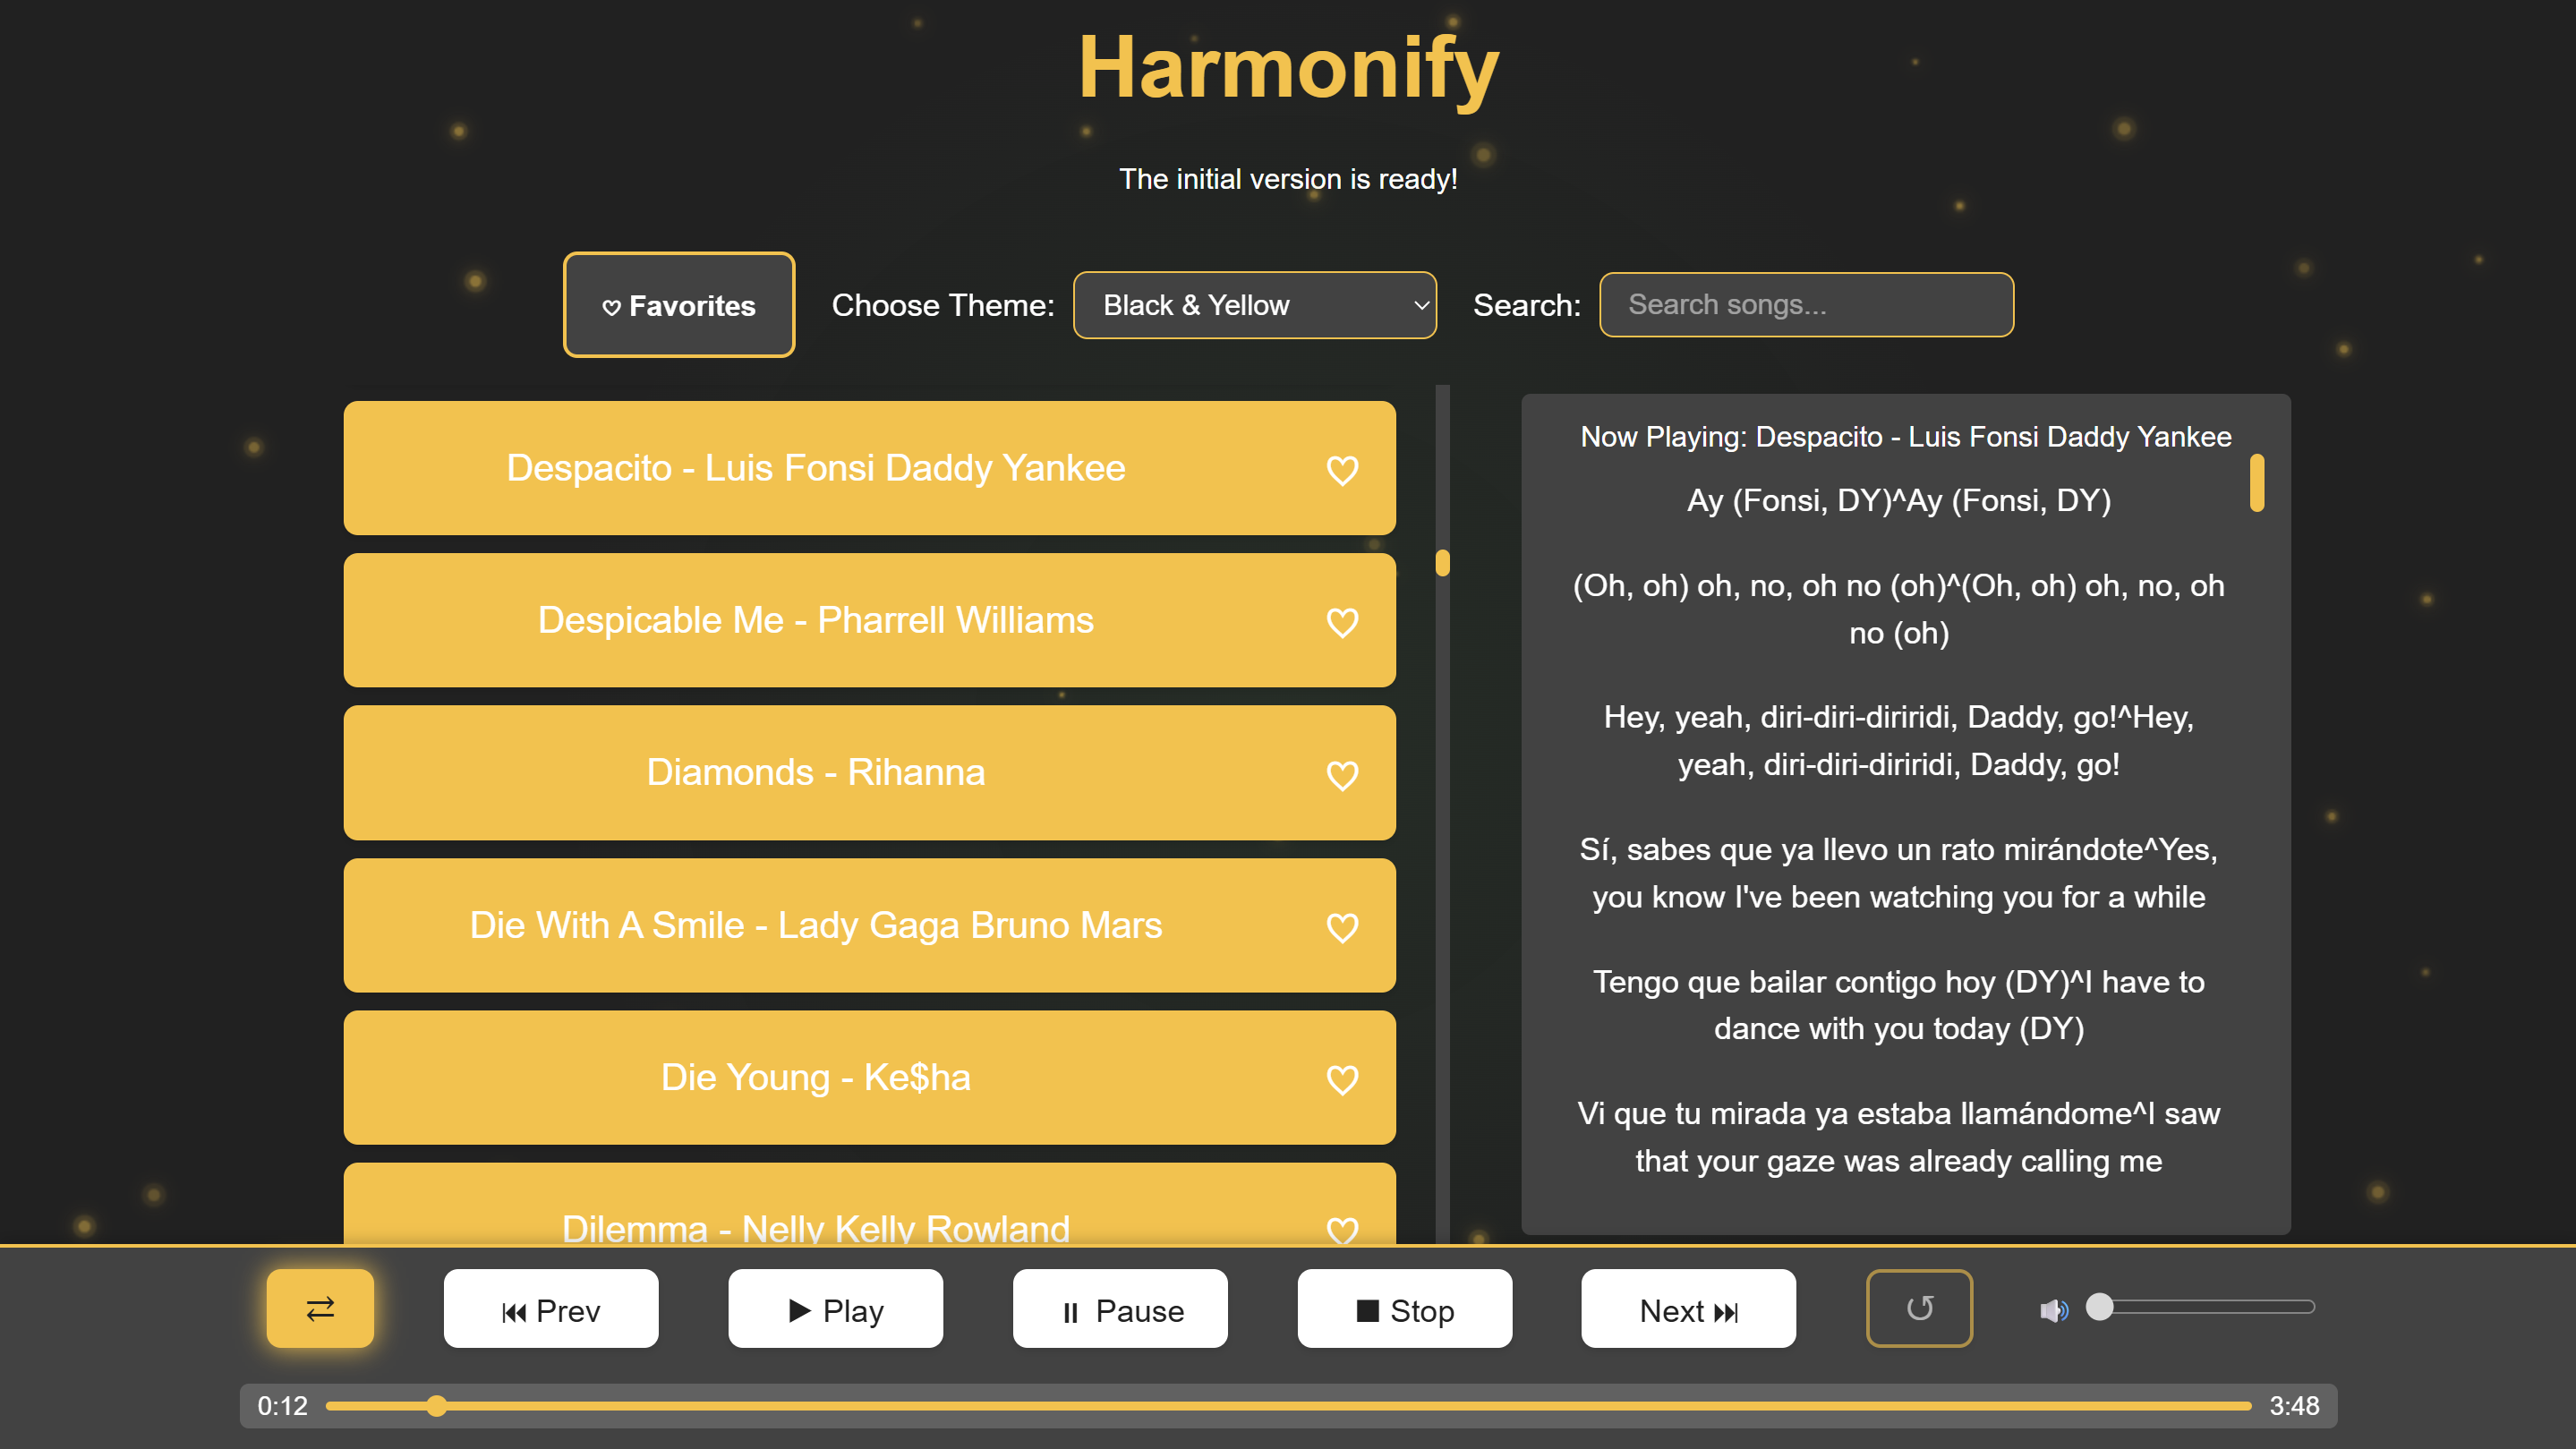 Harmonify
The initial version is ready!
♡ Favorites
Choose Theme:
Black & Yellow
Search:
Search songs...
Despacito - Luis Fonsi Daddy Yankee
Despicable Me - Pharrell Williams
Diamonds - Rihanna
Die With A Smile - Lady Gaga Bruno Mars
Die Young - Ke$ha
Dilemma - Nelly Kelly Rowland
Now Playing: Despacito - Luis Fonsi Daddy Yankee
Ay (Fonsi, DY)^Ay (Fonsi, DY)
(Oh, oh) oh, no, oh no (oh)^(Oh, oh) oh, no, oh
no (oh)
Hey, yeah, diri-diri-diriridi, Daddy, go!^Hey,
yeah, diri-diri-diriridi, Daddy, go!
Sí, sabes que ya llevo un rato mirándote^Yes,
you know I've been watching you for a while
Tengo que bailar contigo hoy (DY)^I have to
dance with you today (DY)
Vi que tu mirada ya estaba llamándome^I saw
that your gaze was already calling me
⏮ Prev
▶ Play
⏸ Pause
⏹ Stop
Next ⏭
0:12
3:48